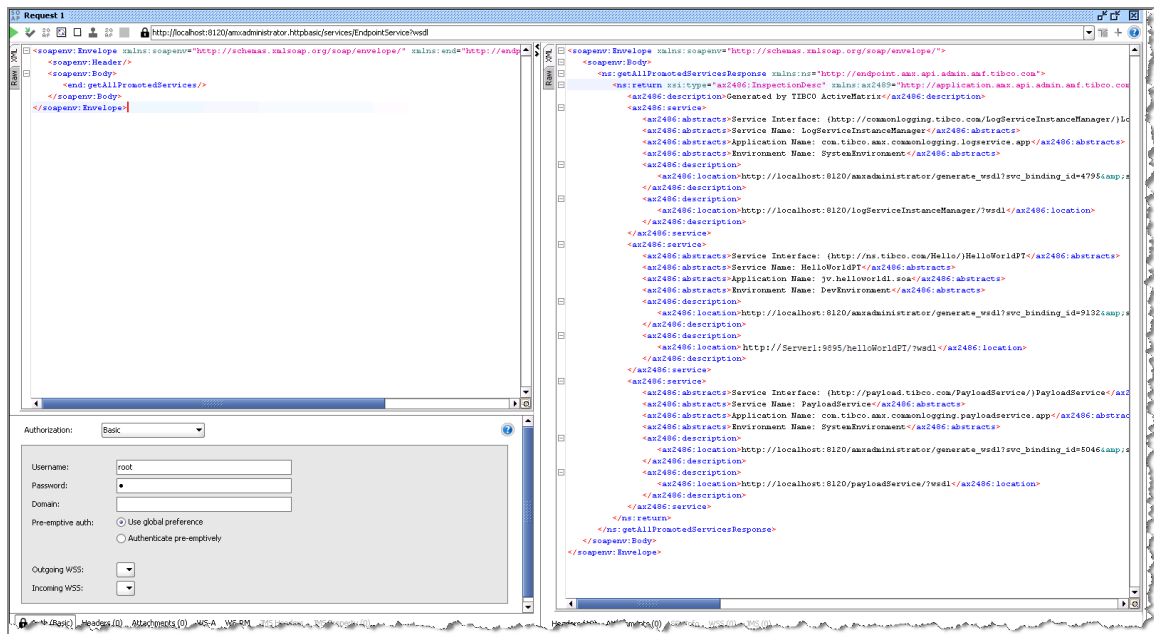 Request 1
http://localhost:8120/amxadministrator.httpbasic/services/EndpointService?wsdl
XML
Raw
<soapenv:Envelope xmlns:soapenv="http://schemas.xmlsoap.org/soap/envelope/" xmlns:end="http://endp
<soapenv:Header/>
<soapenv:Body>
<end:getAllPromotedServices/>
</soapenv:Body>
</soapenv:Envelope>
XML
Raw
<soapenv:Envelope xmlns:soapenv="http://schemas.xmlsoap.org/soap/envelope/">
<soapenv:Body>
<ns:getAllPromotedServicesResponse xmlns:ns="http://endpoint.amx.api.admin.amf.tibco.com">
<ns:return xsi:type="ax2486:InspectionDesc" xmlns:ax2489="http://application.amx.api.admin.amf.tibco.com
<ax2486:description>Generated by TIBCO ActiveMatrix</ax2486:description>
<ax2486:service>
<ax2486:abstracts>Service Interface: {http://commonlogging.tibco.com/LogServiceInstanceManager/}Lo
<ax2486:abstracts>Service Name: LogServiceInstanceManager</ax2486:abstracts>
<ax2486:abstracts>Application Name: com.tibco.amx.commonlogging.logservice.app</ax2486:abstracts>
<ax2486:abstracts>Environment Name: SystemEnvironment</ax2486:abstracts>
<ax2486:description>
<ax2486:location>http://localhost:8120/amxadministrator/generate_wsdl?svc_binding_id=4795&amp;s
</ax2486:description>
<ax2486:description>
<ax2486:location>http://localhost:8120/logServiceInstanceManager/?wsdl</ax2486:location>
</ax2486:description>
</ax2486:service>
<ax2486:service>
<ax2486:abstracts>Service Interface: {http://ns.tibco.com/Hello/}HelloWorldPT</ax2486:abstracts>
<ax2486:abstracts>Service Name: HelloWorldPT</ax2486:abstracts>
<ax2486:abstracts>Application Name: jv.helloworld1.soa</ax2486:abstracts>
<ax2486:abstracts>Environment Name: DevEnvironment</ax2486:abstracts>
<ax2486:description>
<ax2486:location>http://localhost:8120/amxadministrator/generate_wsdl?svc_binding_id=9132&amp;s
</ax2486:description>
<ax2486:description>
<ax2486:location>http://Server1:9895/helloWorldPT/?wsdl</ax2486:location>
</ax2486:description>
</ax2486:service>
<ax2486:service>
<ax2486:abstracts>Service Interface: {http://payload.tibco.com/PayloadService/}PayloadService</ax2
<ax2486:abstracts>Service Name: PayloadService</ax2486:abstracts>
<ax2486:abstracts>Application Name: com.tibco.amx.commonlogging.payloadservice.app</ax2486:abstrac
<ax2486:abstracts>Environment Name: SystemEnvironment</ax2486:abstracts>
<ax2486:description>
<ax2486:location>http://localhost:8120/amxadministrator/generate_wsdl?svc_binding_id=5046&amp;s
</ax2486:description>
<ax2486:description>
<ax2486:location>http://localhost:8120/payloadService/?wsdl</ax2486:location>
</ax2486:description>
</ax2486:service>
</ns:return>
</ns:getAllPromotedServicesResponse>
</soapenv:Body>
</soapenv:Envelope>
Authorization: Basic
Username: root
Password:
Domain:
Pre-emptive auth: Use global preference
Authenticate pre-emptively
Outgoing WSS:
Incoming WSS:
(Basic) Headers (0) Attachments (0) WS-A WS-RM